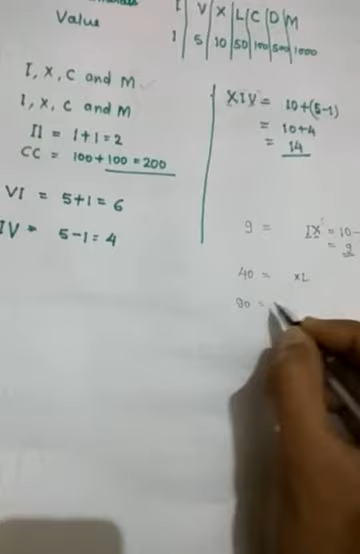 Value
I V X L C D M
1 5 10 50 100 500 1000
I, X, C and M
I, X, C and M
II = 1+1=2
CC = 100+100=200
VI = 5+1=6
IV = 5-1=4
XIV = 10+(5-1)
= 10+4
= 14
9 = IX = 10-
= 9
40 = XL
90 =